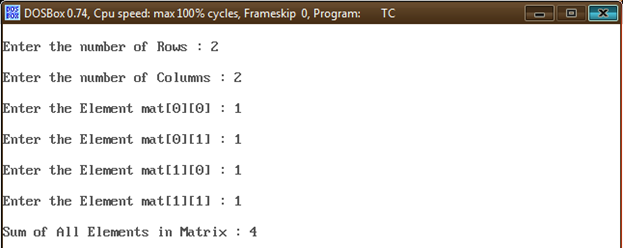 DOS BOX DOSBox 0.74, Cpu speed: max 100% cycles, Frameskip 0, Program: TC
Enter the number of Rows : 2
Enter the number of Columns : 2
Enter the Element mat[0][0] : 1
Enter the Element mat[0][1] : 1
Enter the Element mat[1][0] : 1
Enter the Element mat[1][1] : 1
Sum of All Elements in Matrix : 4